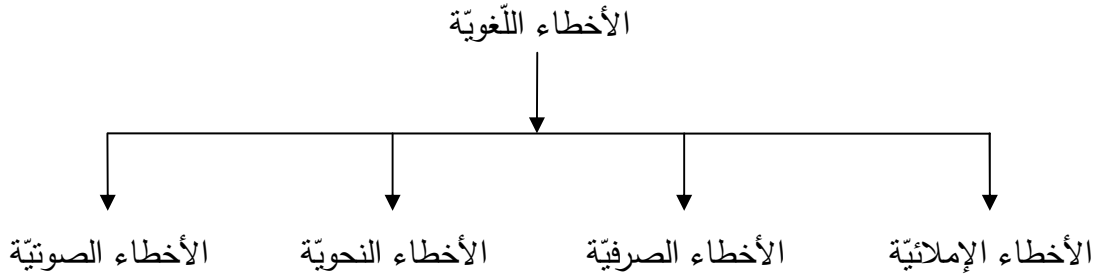 الأخطاء اللّغويّة
الأخطاء الإملائيّة الأخطاء الصرفيّة الأخطاء النحويّة الأخطاء الصوتيّة